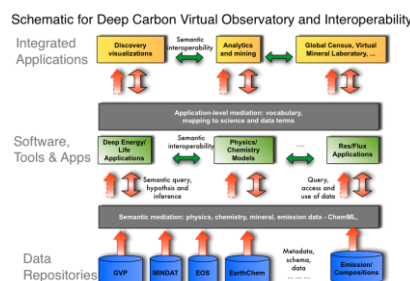 Schematic for Deep Carbon Virtual Observatory and Interoperability
Integrated
Applications
Discovery
visualizations
Semantic
interoperability
Analytics
and mining
Global Census, Virtual
Mineral Laboratory, ...
Application-level mediation: vocabulary,
mapping to science and data terms
Software,
Tools & Apps
Deep Energy/
Life
Applications
Semantic
interoperability
Physics/
Chemistry
Models
....
Res/Flux
Applications
Semantic query,
hypothsis and
inference
Query,
access and
use of data
Semantic mediation: physics, chemistry, mineral, emission data - ChemML,
Data
Repositories
GVP
MINDAT
EOS
EarthChem
Metadata,
schema,
data
... ... ...
Emission/
Compositions